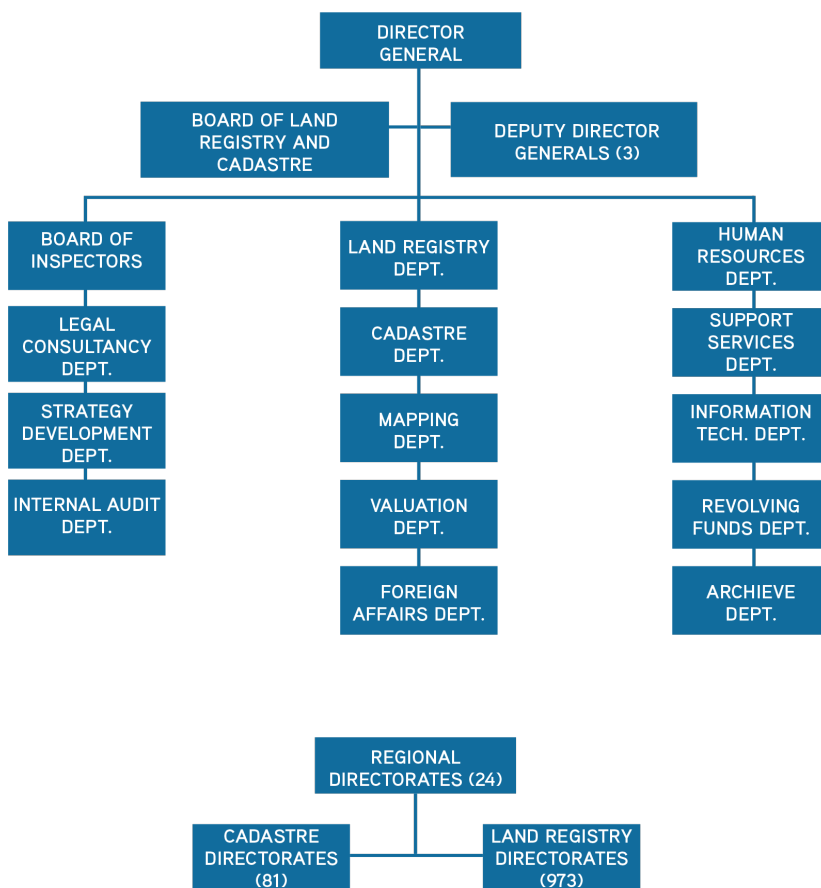 DIRECTOR
GENERAL
BOARD OF LAND
REGISTRY AND
CADASTRE
DEPUTY DIRECTOR
GENERALS (3)
BOARD OF
INSPECTORS
LEGAL
CONSULTANCY
DEPT.
STRATEGY
DEVELOPMENT
DEPT.
INTERNAL AUDIT
DEPT.
LAND REGISTRY
DEPT.
CADASTRE
DEPT.
MAPPING
DEPT.
VALUATION
DEPT.
FOREIGN
AFFAIRS DEPT.
HUMAN
RESOURCES
DEPT.
SUPPORT
SERVICES
DEPT.
INFORMATION
TECH. DEPT.
REVOLVING
FUNDS DEPT.
ARCHIEVE
DEPT.
REGIONAL
DIRECTORATES (24)
CADASTRE
DIRECTORATES
(81)
LAND REGISTRY
DIRECTORATES
(973)